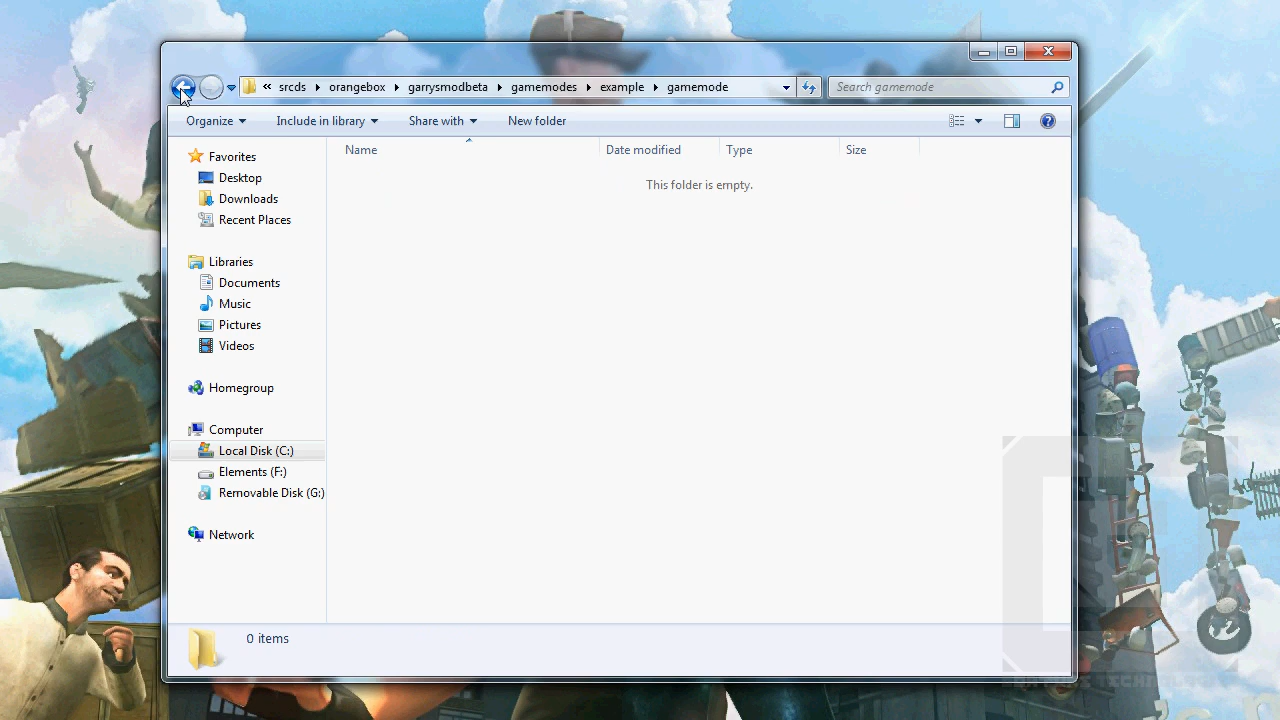 « srcds orangebox garrysmodbeta gamemodes example gamemode
Search gamemode
Organize Include in library Share with New folder
Name Date modified Type Size
This folder is empty.
Favorites
Desktop
Downloads
Recent Places
Libraries
Documents
Music
Pictures
Videos
Homegroup
Computer
Local Disk (C:)
Elements (F:)
Removable Disk (G:)
Network
0 items